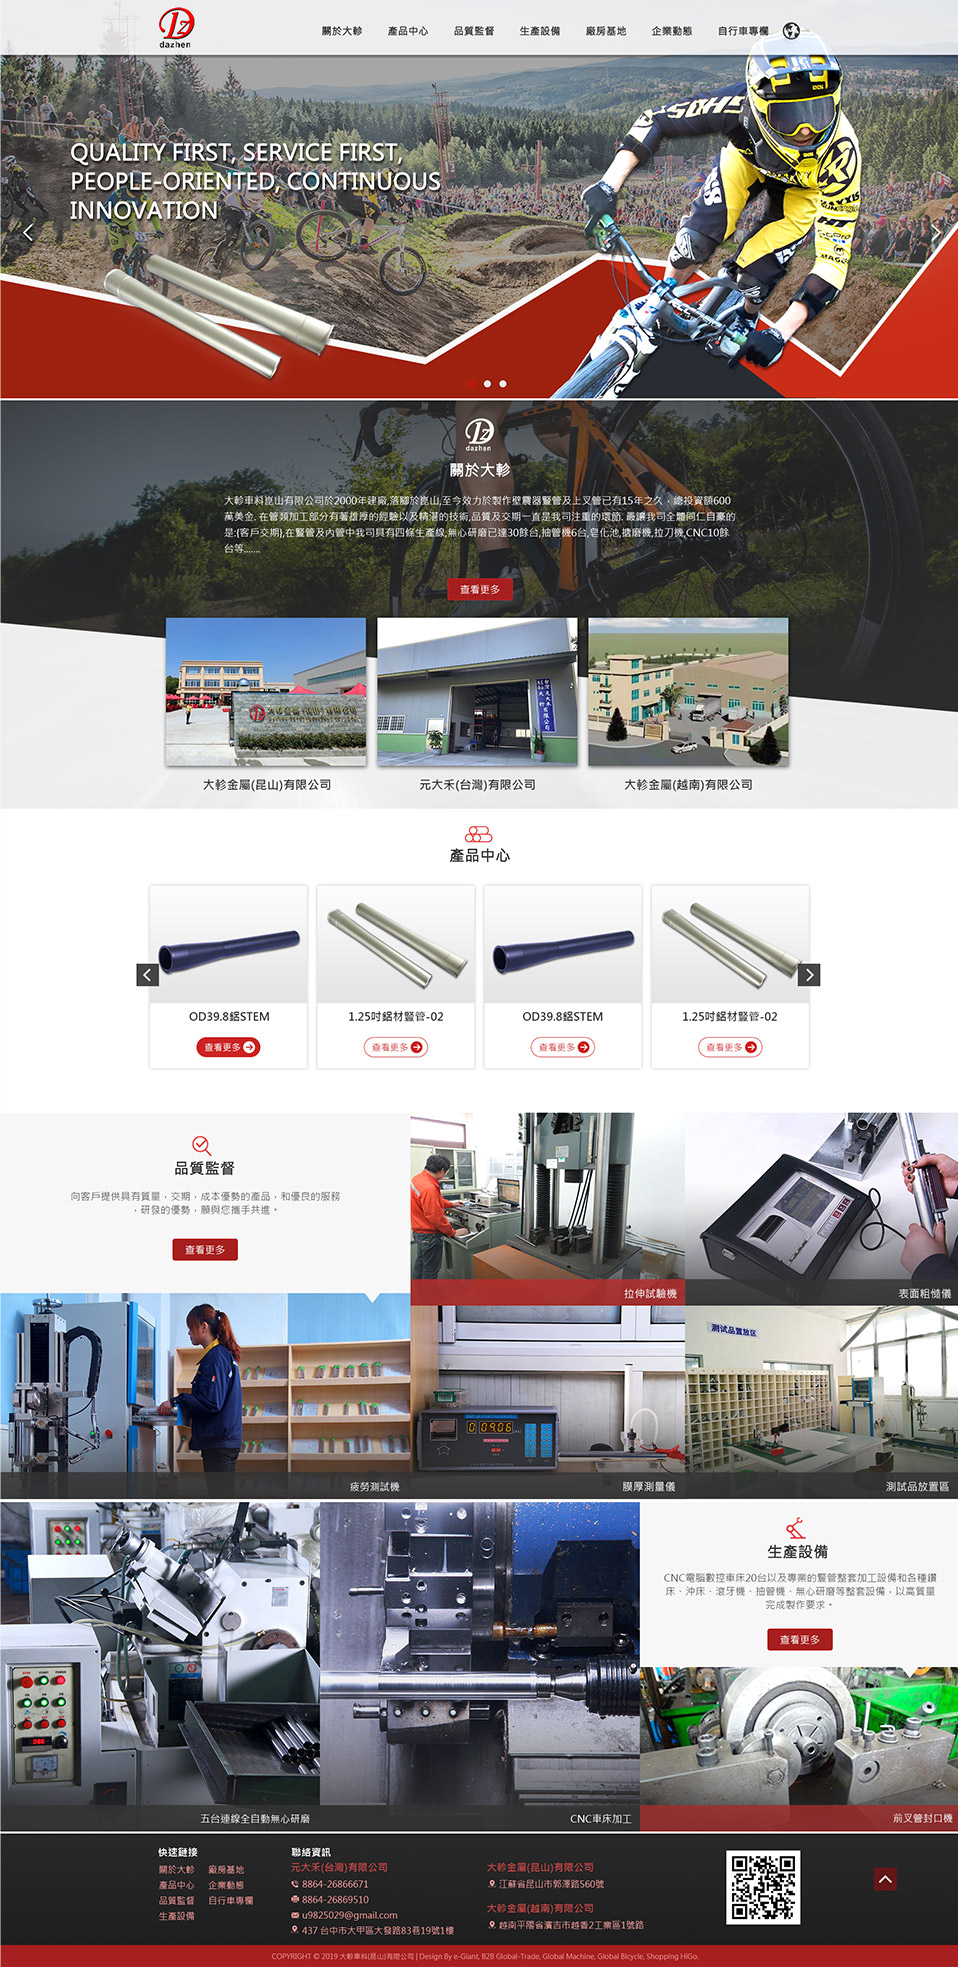 dazhen
關於大軫
產品中心
品質監督
生產設備
廠房基地
企業動態
自行車專欄
QUALITY FIRST, SERVICE FIRST,
PEOPLE-ORIENTED, CONTINUOUS
INNOVATION
dazhen
關於大軫
大軫車料崑山有限公司於2000年建廠,落腳於崑山,至今致力於製作壁震器豎管及上叉管已有15年之久，總投資額600
萬美金. 在管類加工部分有著雄厚的經驗以及精湛的技術,品質及交期一直是我司注重的環節. 最讓我司全體同仁自豪的
是:{客戶交期},在豎管及內管中我司具有四條生產線,無心研磨已達30餘台,抽管機6台,皂化池,搪磨機,拉刀機,CNC10餘
台等......
查看更多
大軫金屬(昆山)有限公司
元大禾(台灣)有限公司
大軫金屬(越南)有限公司
產品中心
OD39.8鋁STEM
1.25吋鋁材豎管-02
OD39.8鋁STEM
1.25吋鋁材豎管-02
查看更多
查看更多
查看更多
查看更多
品質監督
向客戶提供具有質量，交期，成本優勢的產品，和優良的服務
，研發的優勢，願與您攜手共進。
查看更多
拉伸試驗機
表面粗慥儀
测试品置放区
疲勞測試機
膜厚測量儀
測試品放置區
生產設備
CNC電腦數控車床20台以及專業的豎管整套加工設備和各種鑽
床、沖床、滾牙機、抽管機、無心研磨等整套設備，以高質量
完成製作要求。
查看更多
五台連線全自動無心研磨
CNC車床加工
前叉管封口機
快速鏈接
關於大軫
廠房基地
產品中心
企業動態
品質監督
自行車專欄
生產設備
聯絡資訊
元大禾(台灣)有限公司
8864-26866671
8864-26869510
u9825029@gmail.com
437 台中市大甲區大發路83巷19號1樓
大軫金屬(昆山)有限公司
江蘇省昆山市郭澤路560號
大軫金屬(越南)有限公司
越南平陽省濱吉市越香2工業區1號路
COPYRIGHT © 2019 大軫車料(昆山)有限公司 | Design By e-Giant, B2B Global-Trade, Global Machine, Global Bicycle, Shopping HiGo.